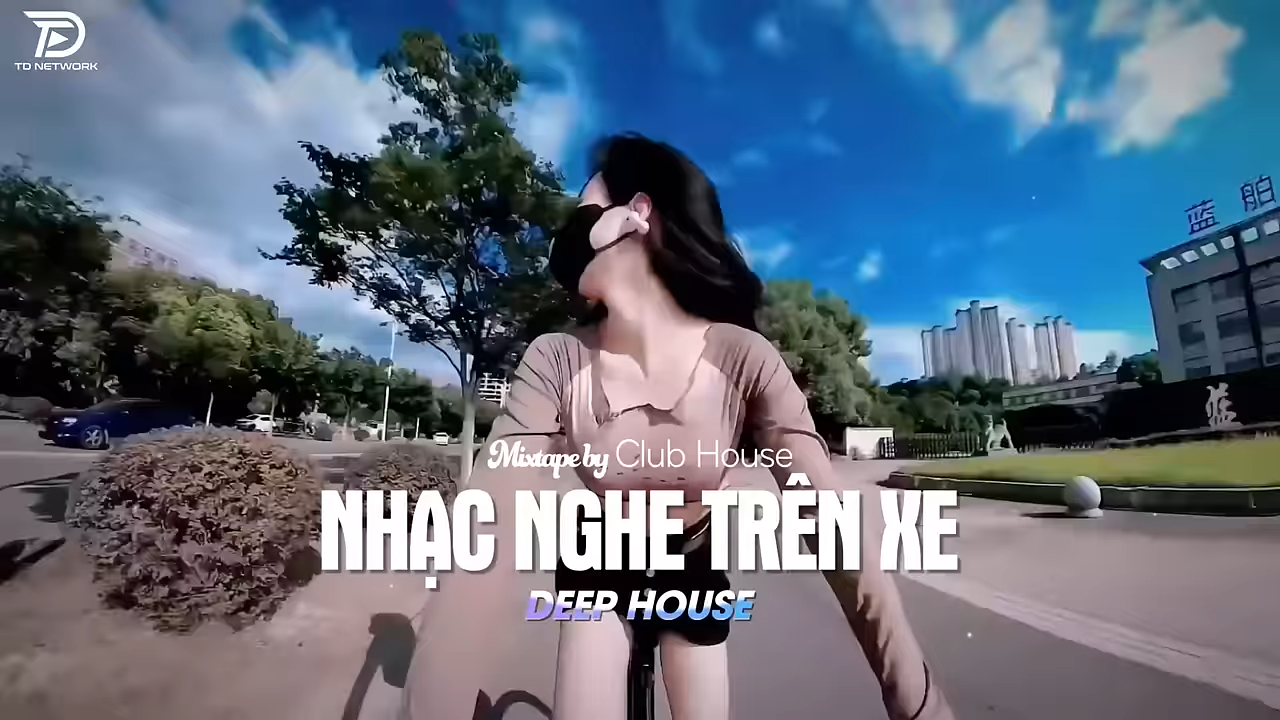 TD NETWORK
蓝 舶
Mixtape by Club House
NHẠC NGHE TRÊN XE
DEEP HOUSE